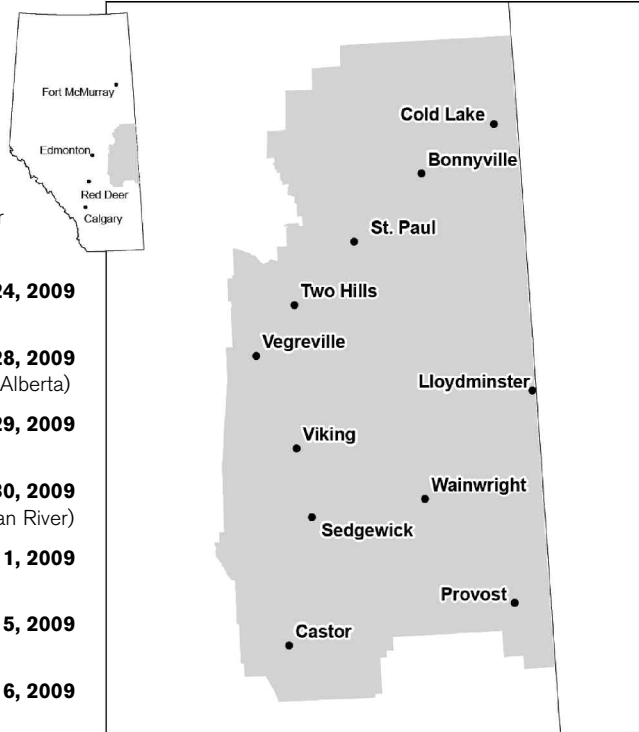 Fort McMurray
Edmonton
Red Deer
Calgary
r
24, 2009
28, 2009
Alberta)
29, 2009
30, 2009
an River)
1, 2009
5, 2009
6, 2009
Cold Lake
Bonnyville
St. Paul
Two Hills
Vegreville
Lloydminster
Viking
Wainwright
Sedgewick
Provost
Castor